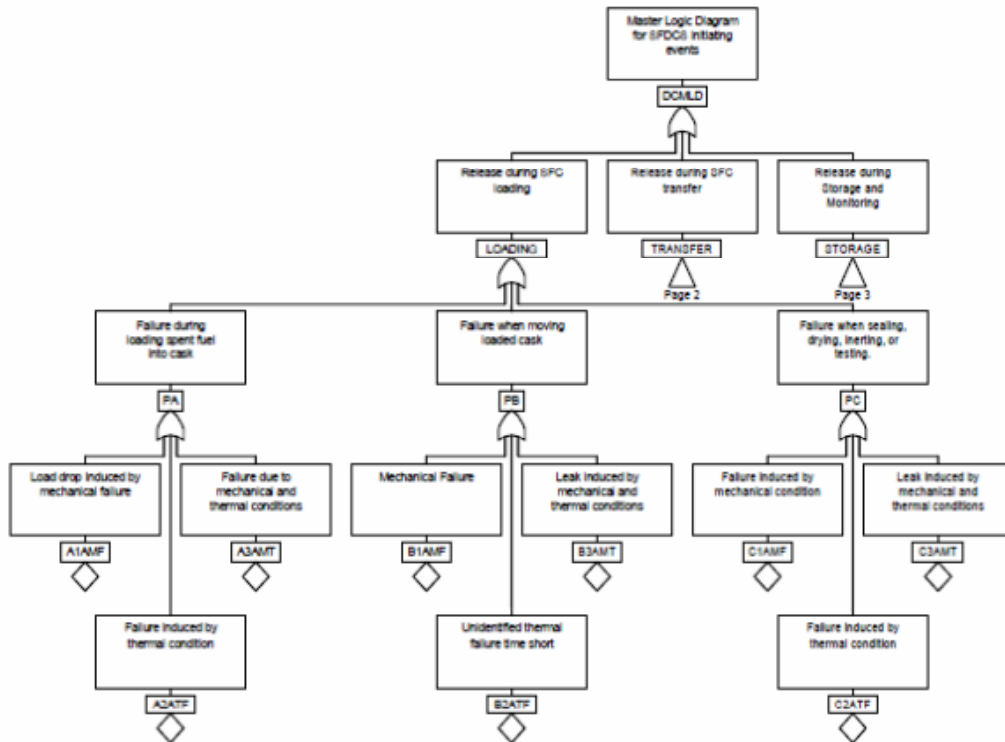 Master Logic Diagram
for SFDCS initiating
events
DCMLD
Release during SFC
loading
Release during SFC
transfer
Release during
Storage and
Monitoring
LOADING
TRANSFER
STORAGE
Page 2
Page 3
Failure during
loading spent fuel
into cask
Failure when moving
loaded cask
Failure when sealing,
drying, inerting, or
testing.
PA
PB
PC
Load drop induced by
mechanical failure
Failure due to
mechanical and
thermal conditions
Mechanical Failure
Leak induced by
mechanical and
thermal conditions
Failure induced by
mechanical condition
Leak induced by
mechanical and
thermal conditions
A1AMF
A3AMT
B1AMF
B3AMT
C1AMF
C3AMT
Failure induced by
thermal condition
Unidentified thermal
failure time short
Failure induced by
thermal condition
A2ATF
B2ATF
C2ATF